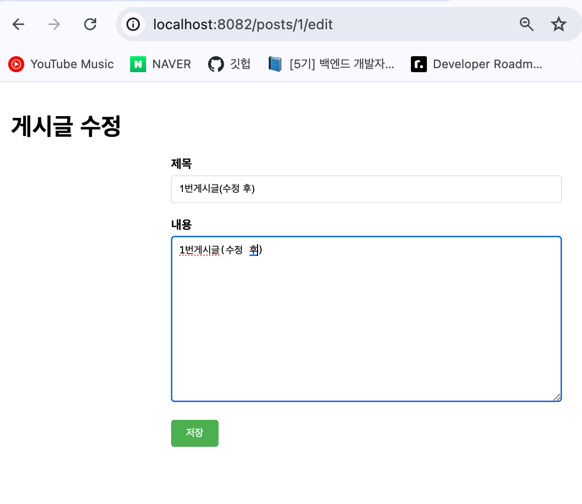 localhost:8082/posts/1/edit
YouTube Music NAVER 깃헙 [5기] 백엔드 개발자... Developer Roadm...
게시글 수정
제목
1번게시글(수정 후)
내용
1번게시글(수정 후)
저장